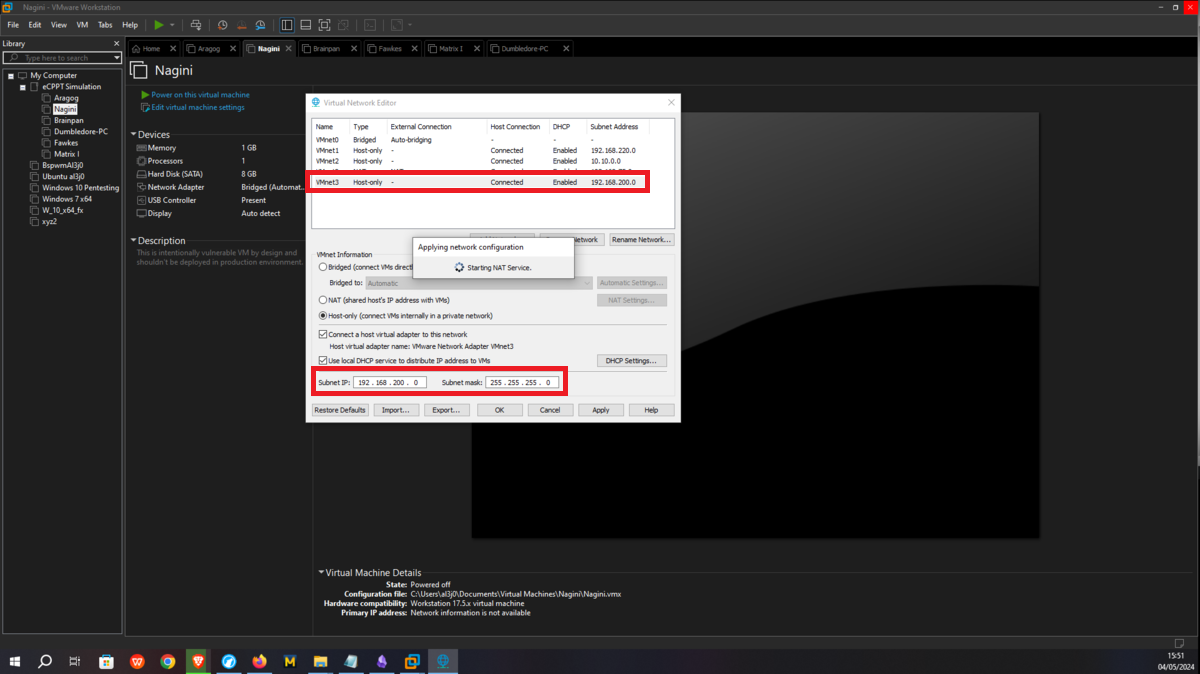 Nagini - VMware Workstation
File Edit View VM Tabs Help
Library
Type here to search
My Computer
eCPPT Simulation
Aragog
Nagini
Brainpan
Dumbledore-PC
Fawkes
Matrix I
BspwmAl3j0
Ubuntu al3j0
Windows 10 Pentesting
Windows 7 x64
W_10_x64_fx
xyz2
Home Aragog Nagini Brainpan Fawkes Matrix I Dumbledore-PC
Nagini
Power on this virtual machine
Edit virtual machine settings
Devices
Memory 1 GB
Processors 1
Hard Disk (SATA) 8 GB
Network Adapter Bridged (Automat...
USB Controller Present
Display Auto detect
Description
This is intentionally vulnerable VM by design and
shouldn't be deployed in production environment.
Virtual Network Editor
Name Type External Connection Host Connection DHCP Subnet Address
VMnet0 Bridged Auto-bridging - -
VMnet1 Host-only - Connected Enabled 192.168.220.0
VMnet2 Host-only - Connected Enabled 10.10.0.0
VMnet3 Host-only - Connected Enabled 192.168.200.0
Rename Network...
Applying network configuration
Starting NAT Service.
VMnet Information
Bridged (connect VMs
Bridged to: Automatic Automatic Settings...
NAT (shared host's IP address with VMs) NAT Settings...
Host-only (connect VMs internally in a private network)
Connect a host virtual adapter to this network
Host virtual adapter name: VMware Network Adapter VMnet3
Use local DHCP service to distribute IP address to VMs DHCP Settings...
Subnet IP: 192 . 168 . 200 . 0 Subnet mask: 255 . 255 . 255 . 0
Restore Defaults Import... Export... OK Cancel Apply Help
Virtual Machine Details
State: Powered off
Configuration file: C:\Users\al3j0\Documents\Virtual Machines\Nagini\Nagini.vmx
Hardware compatibility: Workstation 17.5.x virtual machine
Primary IP address: Network information is not available
15:51
04/05/2024